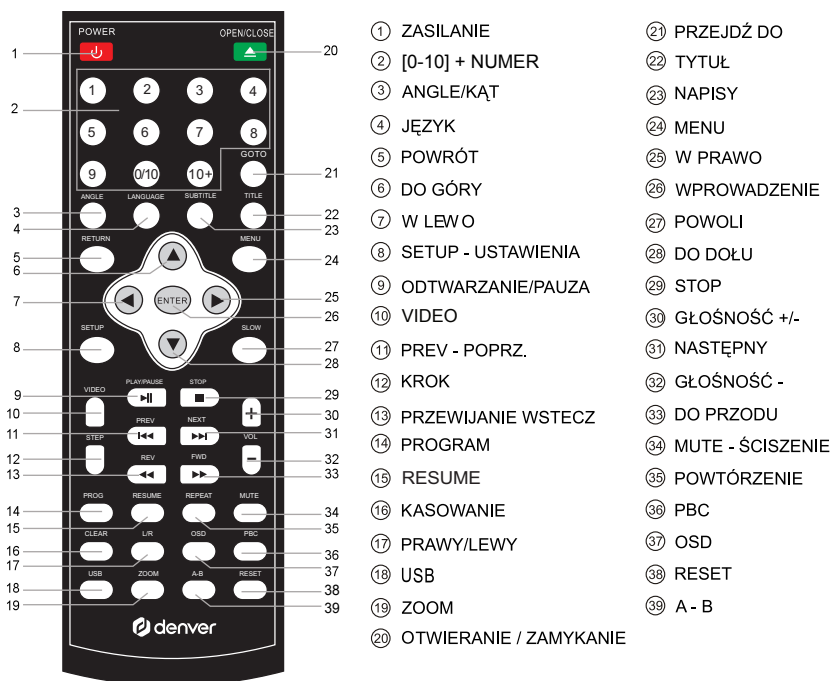 POWER OPEN/CLOSE
1 20
1 2 3 4
2
5 6 7 8
GOTO
9 0/10 10+ 21
ANGLE LANGUAGE SUBTITLE TITLE
3 22
4 23
RETURN MENU
5 24
6
7 ENTER 25
26
SETUP SLOW
8 27
28
PLAY/PAUSE STOP
9 29
VIDEO
10 + 30
PREV NEXT
11 31
STEP VOL
12 - 32
REV FWD
13 33
PROG RESUME REPEAT MUTE
14 34
15 35
CLEAR L/R OSD PBC
16 36
17 37
USB ZOOM A-B RESET
18 38
19 39
denver
1 ZASILANIE
2 [0-10] + NUMER
3 ANGLE/KĄT
4 JĘZYK
5 POWRÓT
6 DO GÓRY
7 W LEWO
8 SETUP - USTAWIENIA
9 ODTWARZANIE/PAUZA
10 VIDEO
11 PREV - POPRZ.
12 KROK
13 PRZEWIJANIE WSTECZ
14 PROGRAM
15 RESUME
16 KASOWANIE
17 PRAWY/LEWY
18 USB
19 ZOOM
20 OTWIERANIE / ZAMYKANIE
21 PRZEJDŹ DO
22 TYTUŁ
23 NAPISY
24 MENU
25 W PRAWO
26 WPROWADZENIE
27 POWOLI
28 DO DOŁU
29 STOP
30 GŁOŚNOŚĆ +/-
31 NASTĘPNY
32 GŁOŚNOŚĆ -
33 DO PRZODU
34 MUTE - ŚCISZENIE
35 POWTÓRZENIE
36 PBC
37 OSD
38 RESET
39 A - B